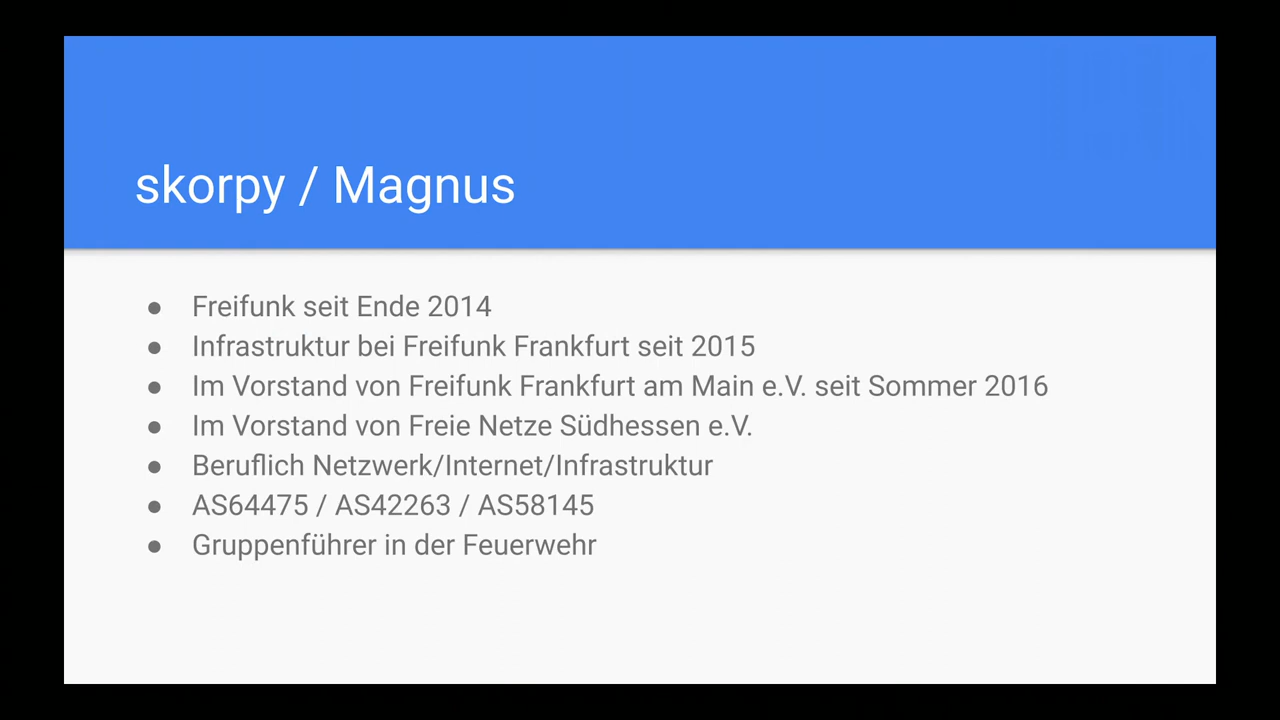 skorpy / Magnus
● Freifunk seit Ende 2014
● Infrastruktur bei Freifunk Frankfurt seit 2015
● Im Vorstand von Freifunk Frankfurt am Main e.V. seit Sommer 2016
● Im Vorstand von Freie Netze Südhessen e.V.
● Beruflich Netzwerk/Internet/Infrastruktur
● AS64475 / AS42263 / AS58145
● Gruppenführer in der Feuerwehr